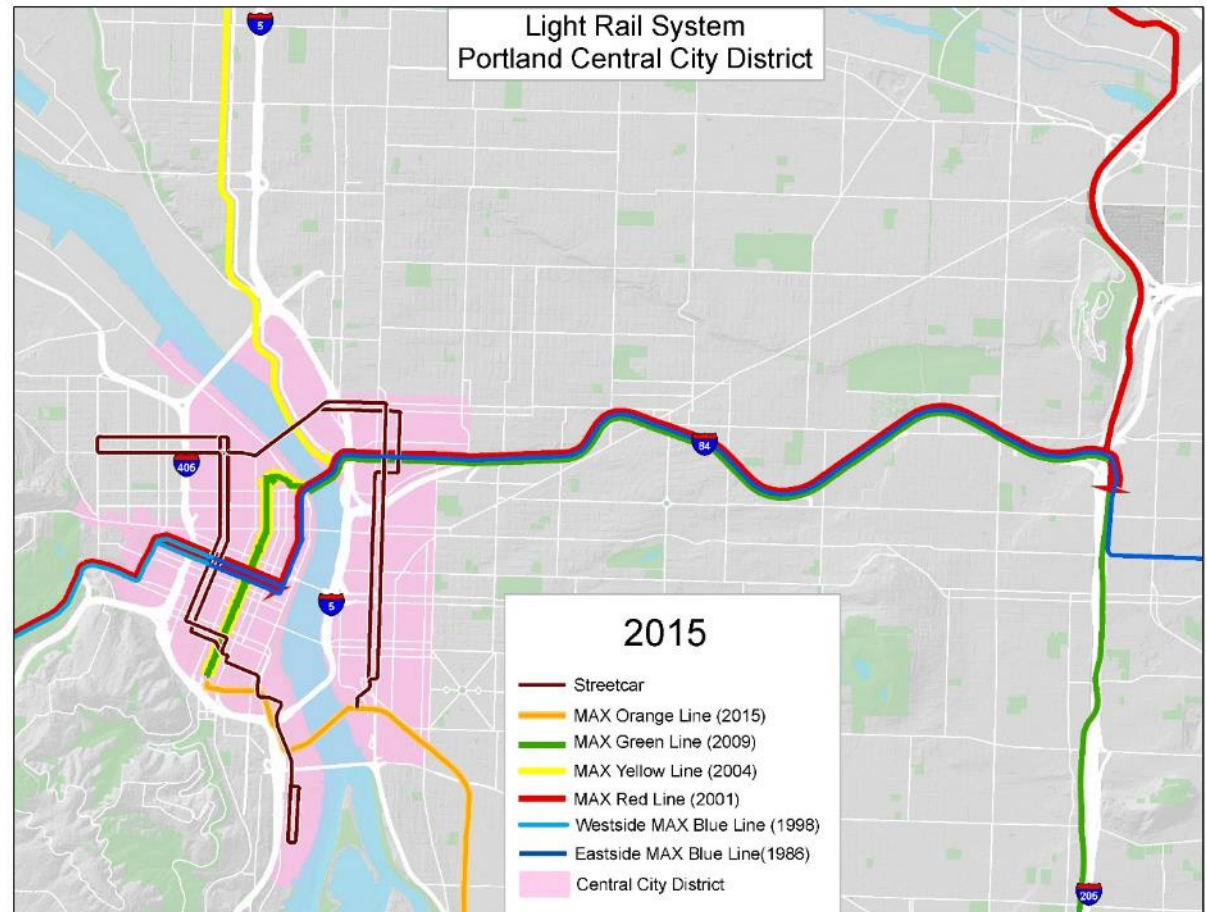 Light Rail System
Portland Central City District
5
84
405
5
2015
Streetcar
MAX Orange Line (2015)
MAX Green Line (2009)
MAX Yellow Line (2004)
MAX Red Line (2001)
Westside MAX Blue Line (1998)
Eastside MAX Blue Line(1986)
Central City District
205